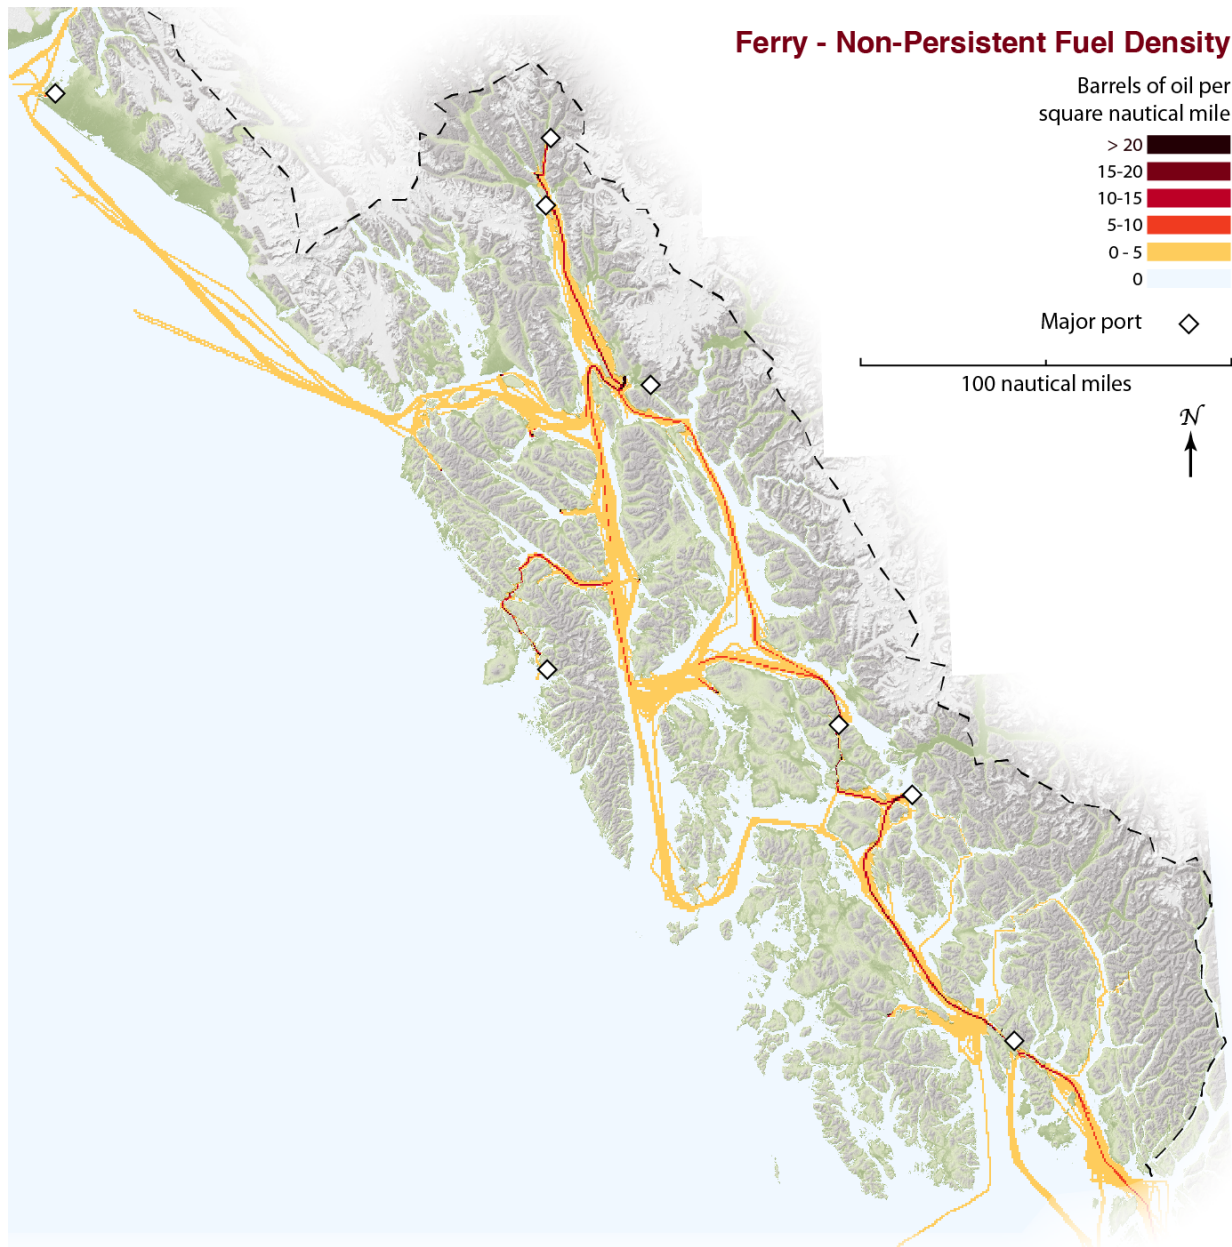 Ferry - Non-Persistent Fuel Density
Barrels of oil per
square nautical mile
> 20
15-20
10-15
5-10
0 - 5
0
Major port
100 nautical miles
N